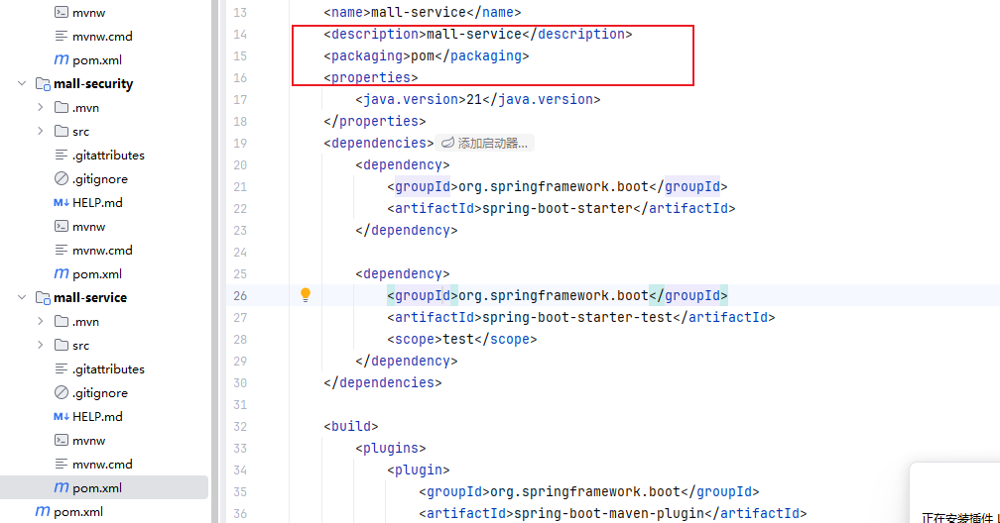 mvnw
mvnw.cmd
m pom.xml
mall-security
.mvn
src
.gitattributes
.gitignore
M↓ HELP.md
mvnw
mvnw.cmd
m pom.xml
mall-service
.mvn
src
.gitattributes
.gitignore
M↓ HELP.md
mvnw
mvnw.cmd
m pom.xml
m pom.xml
13 <name>mall-service</name>
14 <description>mall-service</description>
15 <packaging>pom</packaging>
16 <properties>
17 <java.version>21</java.version>
18 </properties>
19 <dependencies> 添加启动器...
20 <dependency>
21 <groupId>org.springframework.boot</groupId>
22 <artifactId>spring-boot-starter</artifactId>
23 </dependency>
24
25 <dependency>
26 <groupId>org.springframework.boot</groupId>
27 <artifactId>spring-boot-starter-test</artifactId>
28 <scope>test</scope>
29 </dependency>
30 </dependencies>
31
32 <build>
33 <plugins>
34 <plugin>
35 <groupId>org.springframework.boot</groupId>
36 <artifactId>spring-boot-maven-plugin</artifactId>
正在安装插件